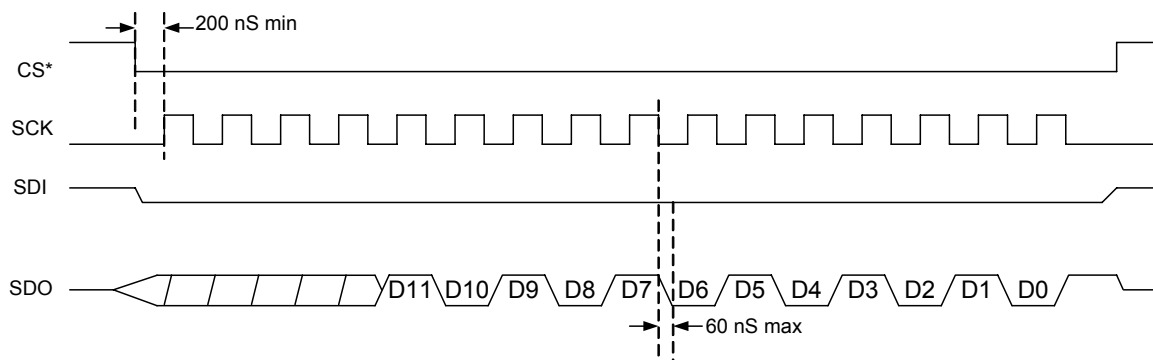 200 nS min
CS*
SCK
SDI
SDO
D11 D10 D9 D8 D7 D6 D5 D4 D3 D2 D1 D0
60 nS max